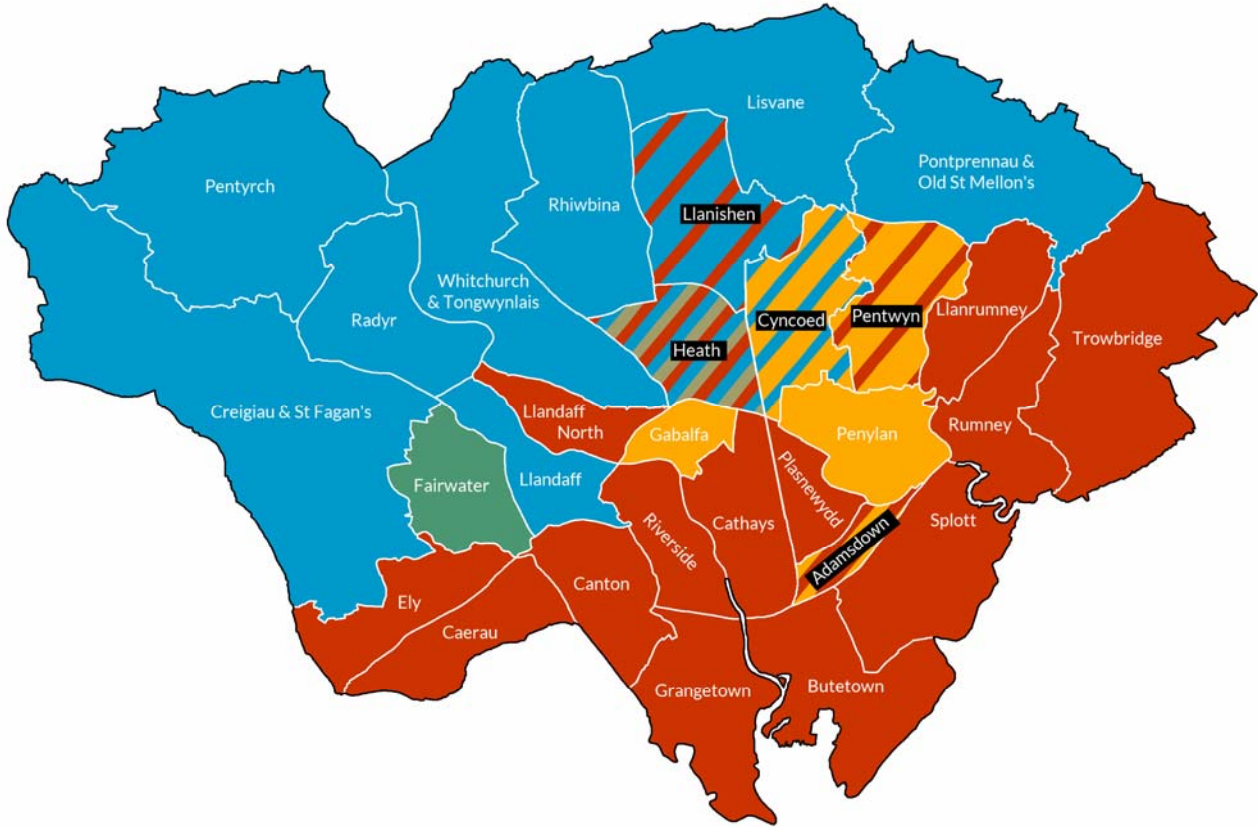 Lisvane
Pontprennau &
Old St Mellon's
Pentyrch
Rhiwbina
Llanishen
Whitchurch
& Tongwynlais
Radyr
Heath
Cyncoed
Pentwyn
Llanrumney
Trowbridge
Creigiau & St Fagan's
Llandaff
North
Gabalfa
Penylan
Rumney
Fairwater
Llandaff
Riverside
Cathays
Plasnewydd
Adamsdown
Splott
Ely
Caerau
Canton
Grangetown
Butetown